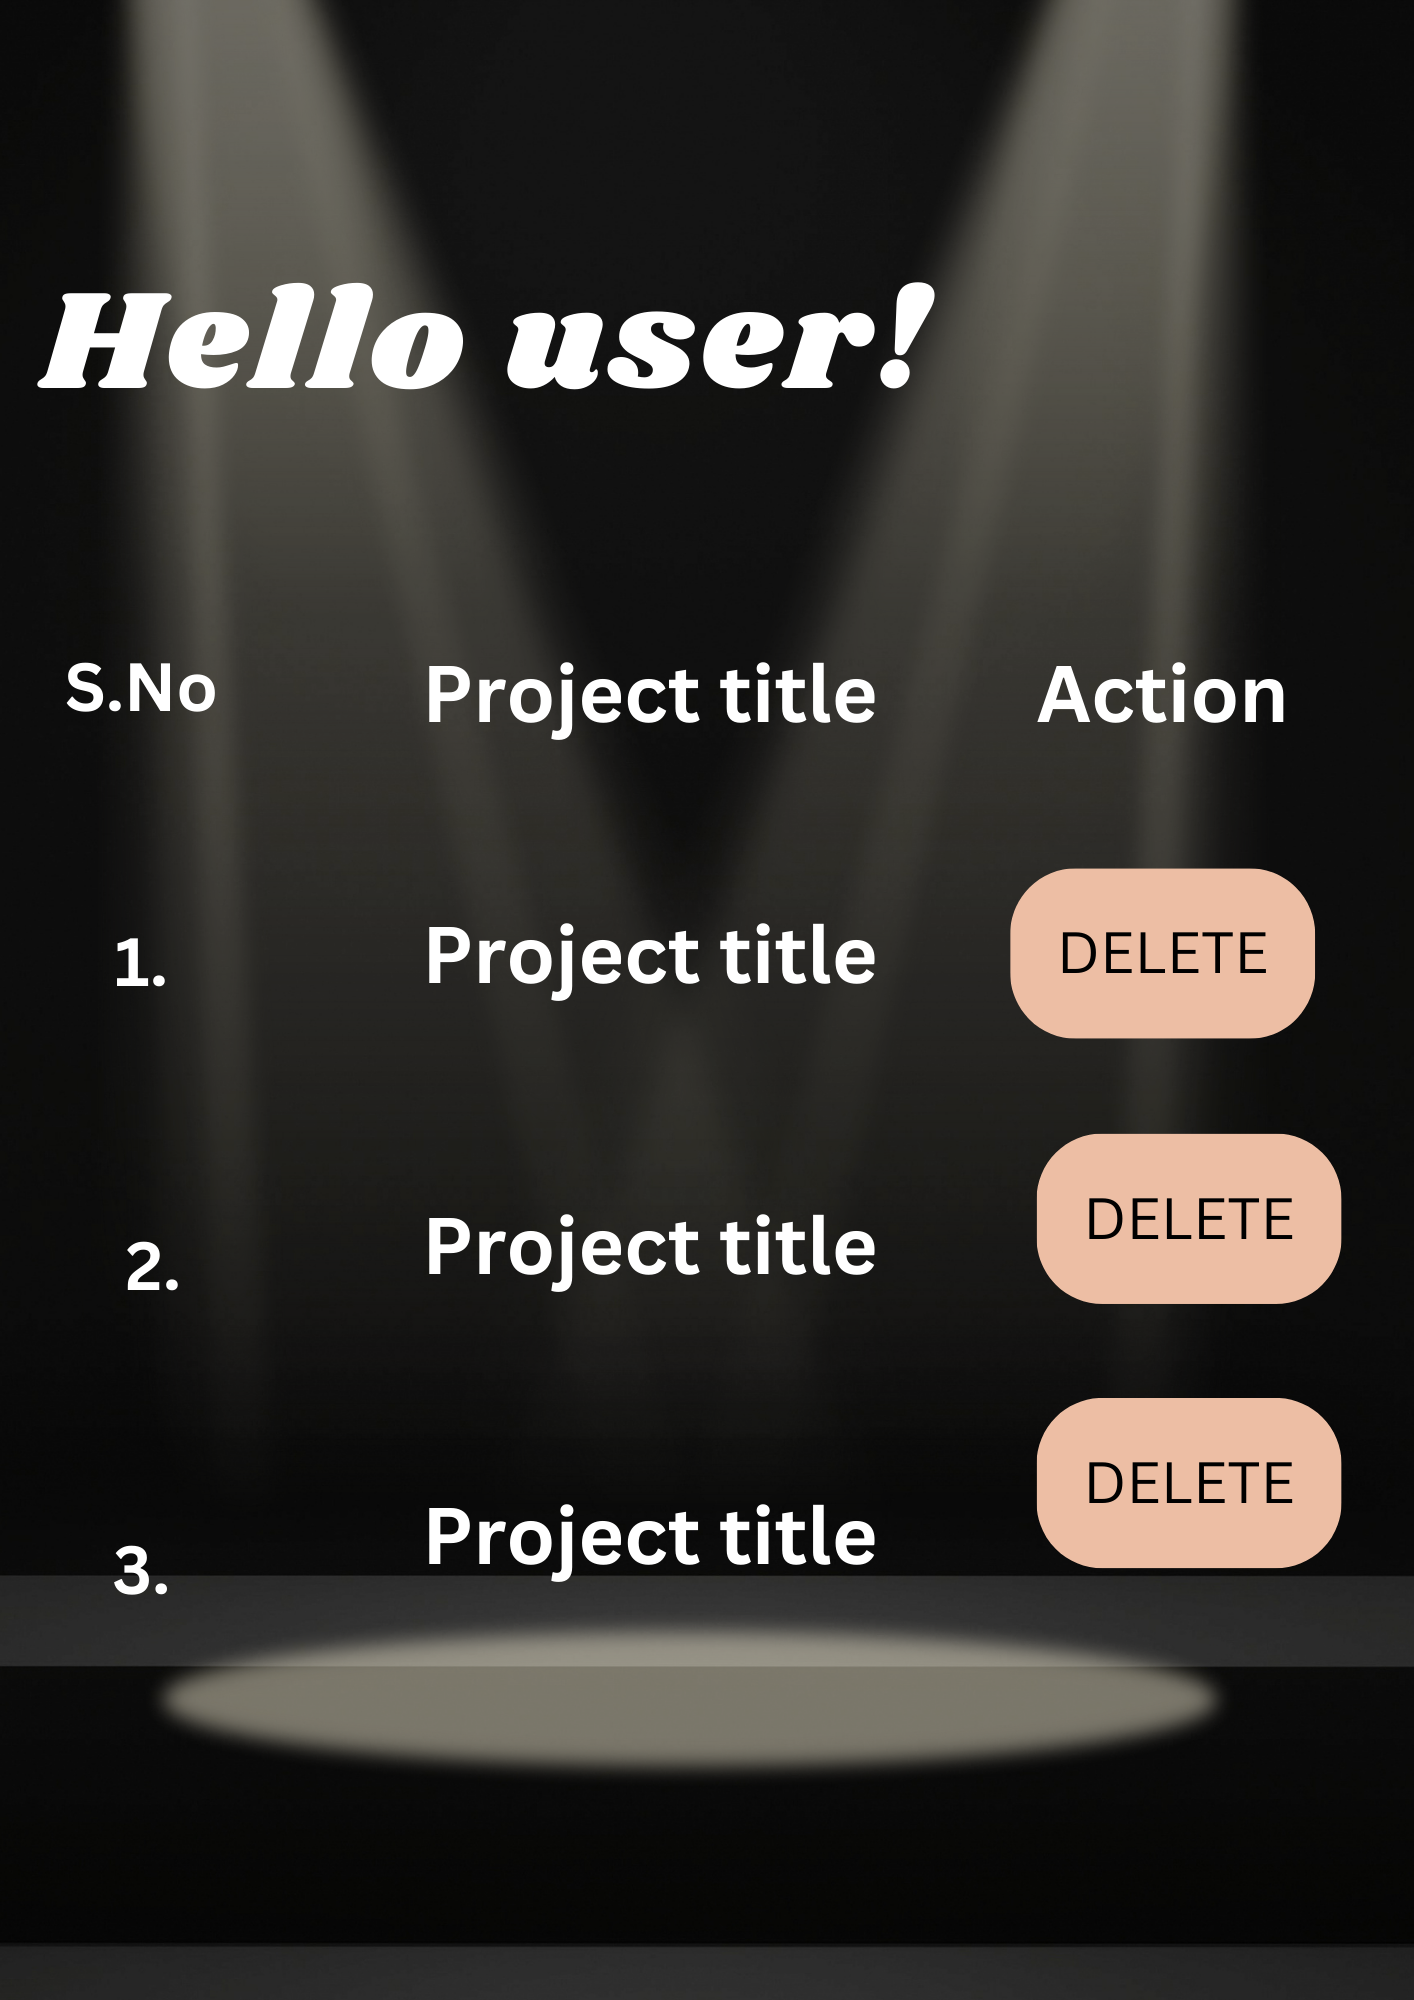 Hello user!
S.No Project title Action
1. Project title DELETE
2. Project title DELETE
3. Project title DELETE